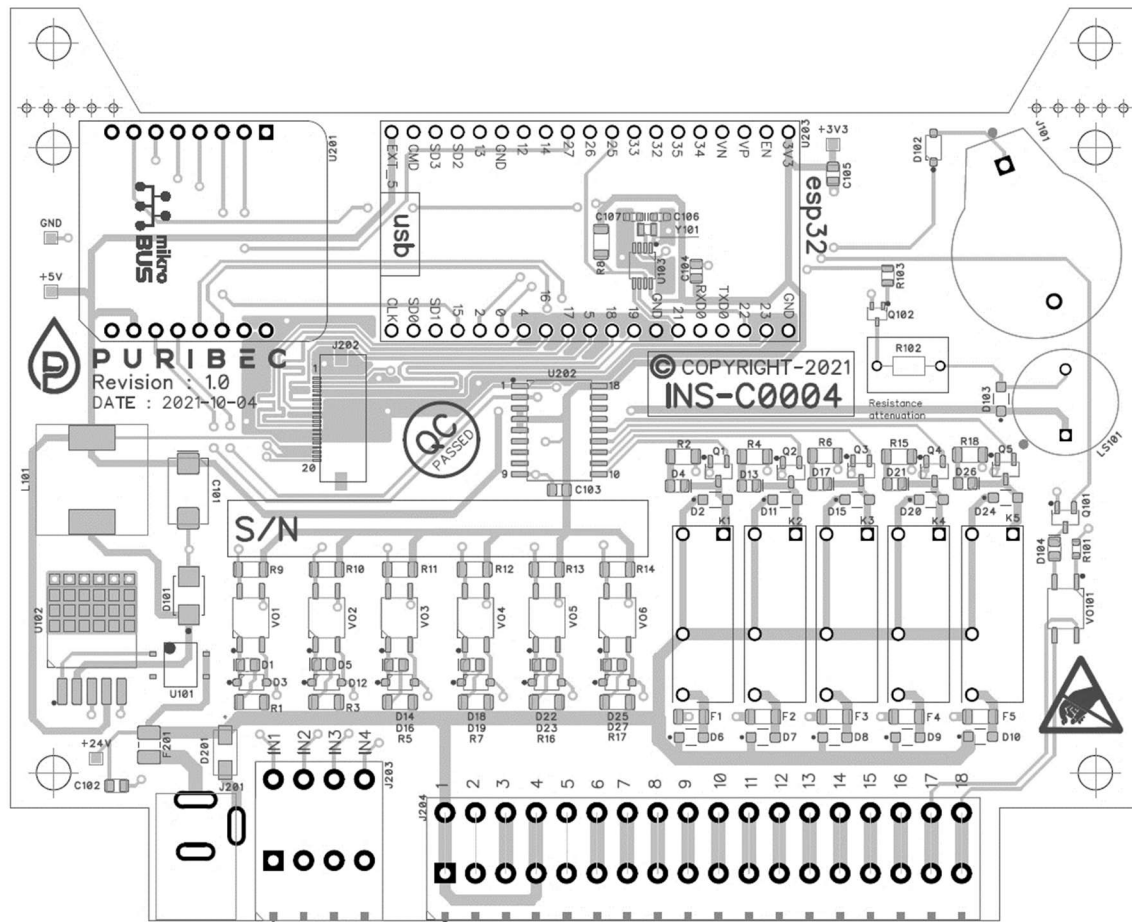 U201
U203
+3V3
J101
D102
EXT_5
CMD
SD3
SD2
13
GND
12
14
27
26
25
33
32
35
34
VN
VP
EN
3V3
C105
esp32
usb
mikro
BUS
GND
+5V
C107
C106
Y101
R8
U103
C104
R103
Q102
CLK
SD0
SD1
15
2
0
4
16
17
5
18
19
GND
21
RXD0
TXD0
22
23
GND
PURIBEC
Revision : 1.0
DATE : 2021-10-04
J202
1
20
U202
1
18
9
10
© COPYRIGHT-2021
INS-C0004
R102
Resistance
attenuation
D103
LS101
QC
PASSED
C103
L101
C101
S/N
R2
Q1
R4
Q2
R6
Q3
R15
Q4
R18
Q5
D4
D13
D17
D21
D26
D2
D11
D15
D20
D24
K1
K2
K3
K4
K5
Q101
D104
R101
VO101
R9
R10
R11
R12
R13
R14
VO1
VO2
VO3
VO4
VO5
VO6
U102
D101
U101
D1
D5
D3
D12
R1
R3
D14
D16
R5
D18
D19
R7
D22
D23
R16
D25
D27
R17
F1
F2
F3
F4
F5
D6
D7
D8
D9
D10
+24V
F201
D201
C102
J201
IN1
IN2
IN3
IN4
J203
J204
1
2
3
4
5
6
7
8
9
10
11
12
13
14
15
16
17
18